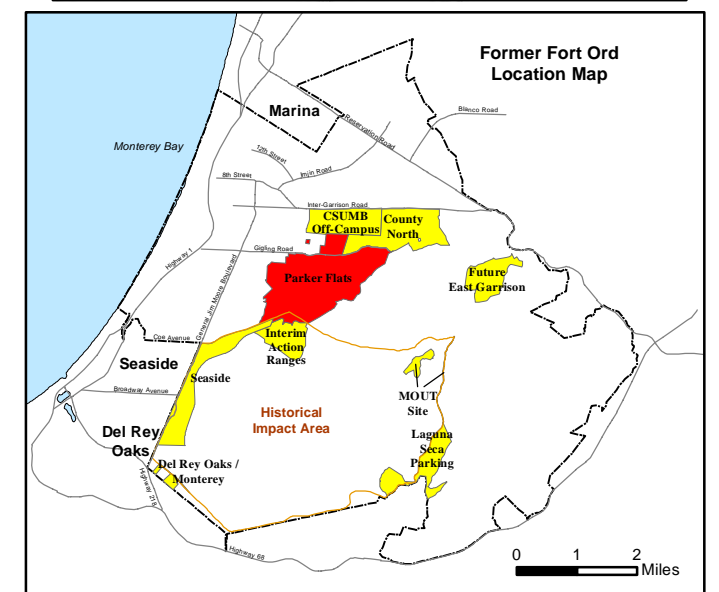 Former Fort Ord
Location Map
Marina
Blanco Road
Reservation Road
Monterey Bay
12th Street
Imjin Road
8th Street
Inter-Garrison Road
CSUMB
Off-Campus
County
North
Gigling Road
Highway 1
General Jim Moore Boulevard
Parker Flats
Future
East Garrison
Coe Avenue
Interim
Action
Ranges
Seaside
Seaside
Broadway Avenue
MOUT
Site
Historical
Impact Area
Del Rey
Oaks
Laguna
Seca
Parking
Del Rey Oaks /
Monterey
Highway 218
Highway 68
0 1 2
Miles